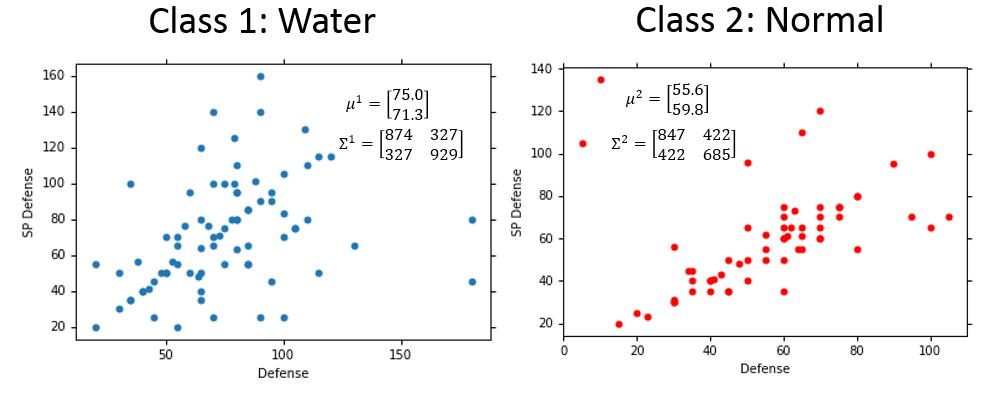 Class 1: Water
160
140
120
100
80
60
40
20
SP Defense
μ¹ = [75.0
71.3]
Σ¹ = [874 327
327 929]
50 100 150
Defense
Class 2: Normal
140
120
100
80
60
40
20
SP Defense
μ² = [55.6
59.8]
Σ² = [847 422
422 685]
0 20 40 60 80 100
Defense